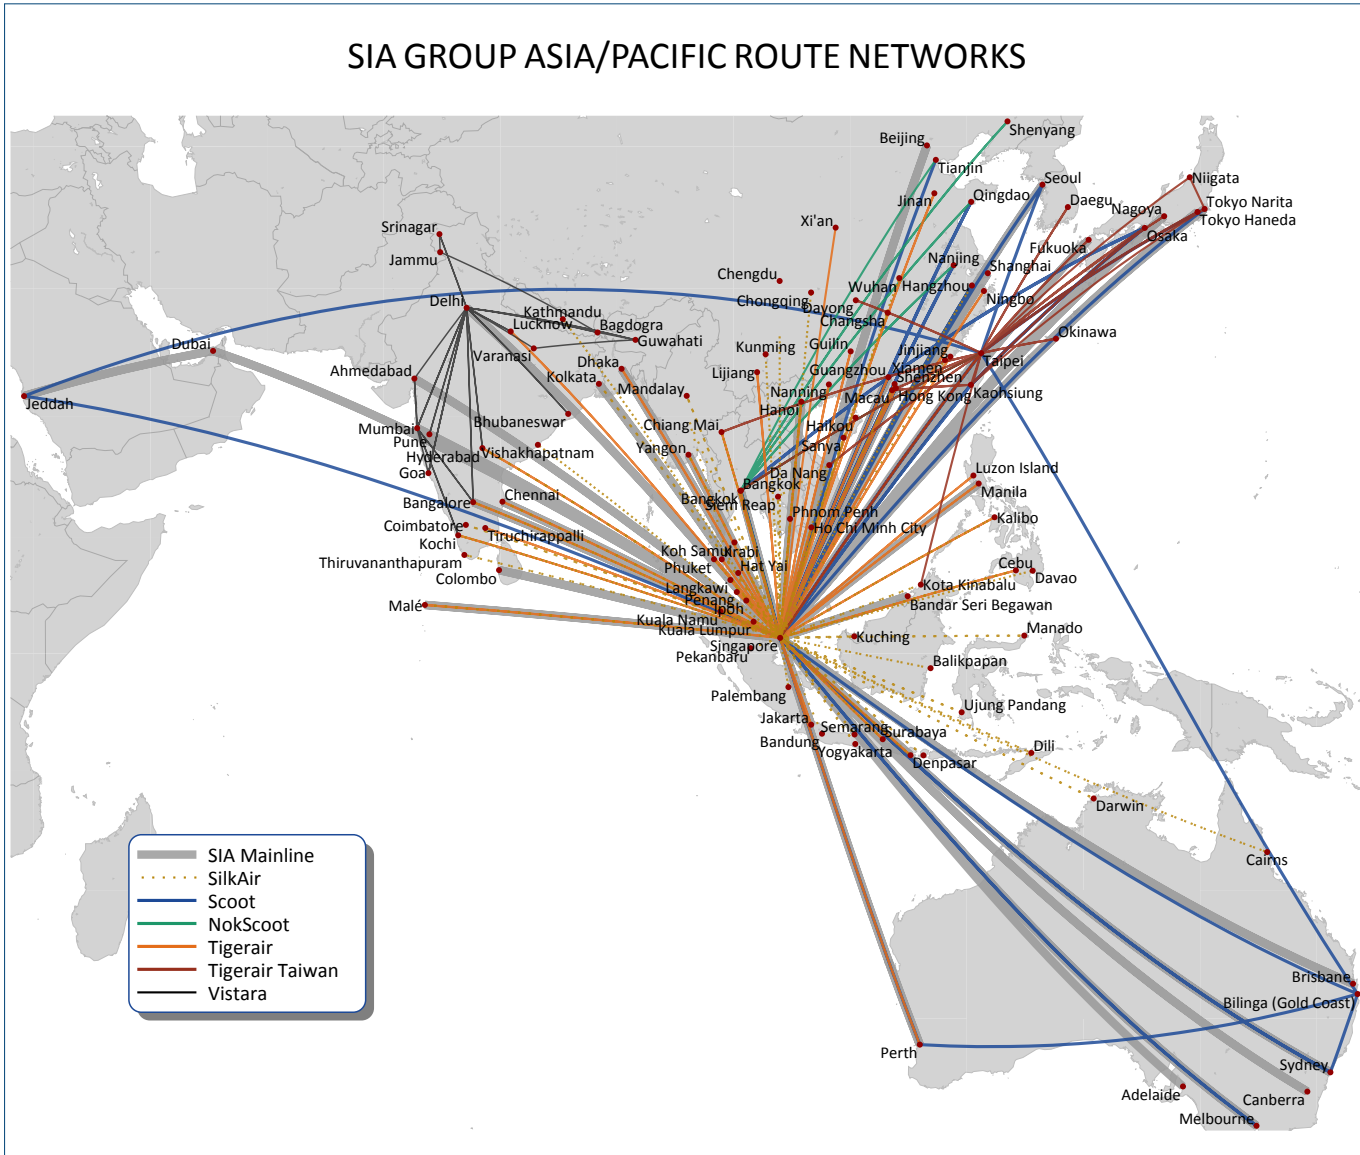 SIA GROUP ASIA/PACIFIC ROUTE NETWORKS
Shenyang
Beijing
Tianjin
Seoul
Niigata
Jinan
Qingdao
Daegu
Nagoya
Tokyo Narita
Tokyo Haneda
Xi'an
Srinagar
Osaka
Fukuoka
Jammu
Nanjing
Shanghai
Chengdu
Wuhan
Hangzhou
Ningbo
Chongqing
Dayong
Delhi
Kathmandu
Changsha
Lucknow
Bagdogra
Okinawa
Guwahati
Dubai
Varanasi
Kunming
Guilin
Jinjiang
Taipei
Dhaka
Ahmedabad
Lijiang
Guangzhou
Xiamen
Kolkata
Mandalay
Nanning
Shenzhen
Jeddah
Macau
Hong Kong
Kaohsiung
Hanoi
Bhubaneswar
Chiang Mai
Haikou
Mumbai
Pune
Yangon
Sanya
Hyderabad
Vishakhapatnam
Goa
Da Nang
Luzon Island
Bangkok
Manila
Bangkok
Chennai
Bangalore
Siem Reap
Phnom Penh
Kalibo
Coimbatore
Ho Chi Minh City
Tiruchirappalli
Kochi
Koh Samui
Krabi
Thiruvananthapuram
Phuket
Hat Yai
Cebu
Davao
Colombo
Langkawi
Kota Kinabalu
Penang
Malé
Ipoh
Bandar Seri Begawan
Kuala Namu
Kuala Lumpur
Kuching
Manado
Singapore
Pekanbaru
Balikpapan
Palembang
Ujung Pandang
Jakarta
Semarang
Surabaya
Bandung
Yogyakarta
Dili
Denpasar
Darwin
Cairns
SIA Mainline
SilkAir
Scoot
NokScoot
Tigerair
Tigerair Taiwan
Vistara
Brisbane
Bilinga (Gold Coast)
Perth
Sydney
Adelaide
Canberra
Melbourne